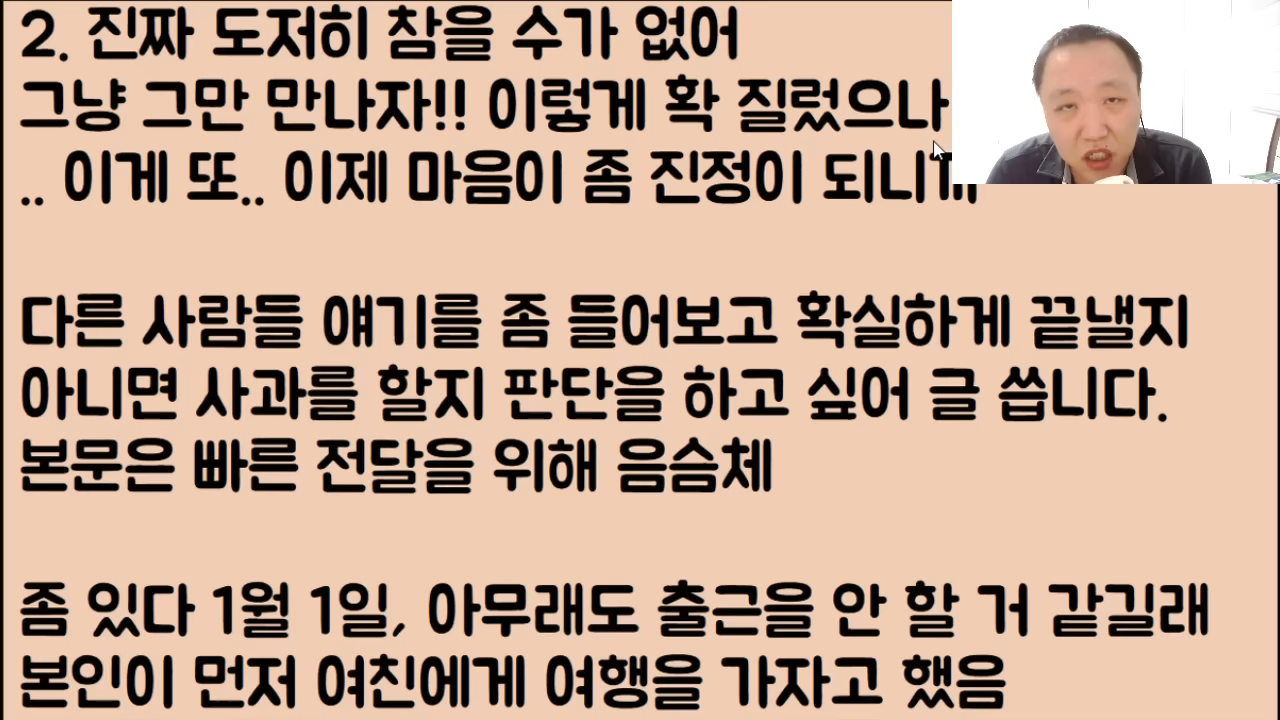 2. 진짜 도저히 참을 수가 없어
그냥 그만 만나자!! 이렇게 확 질렀으나
.. 이게 또.. 이제 마음이 좀 진정이 되니까
다른 사람들 얘기를 좀 들어보고 확실하게 끝낼지
아니면 사과를 할지 판단을 하고 싶어 글 씁니다.
본문은 빠른 전달을 위해 음슴체
좀 있다 1월 1일, 아무래도 출근을 안 할 거 같길래
본인이 먼저 여친에게 여행을 가자고 했음